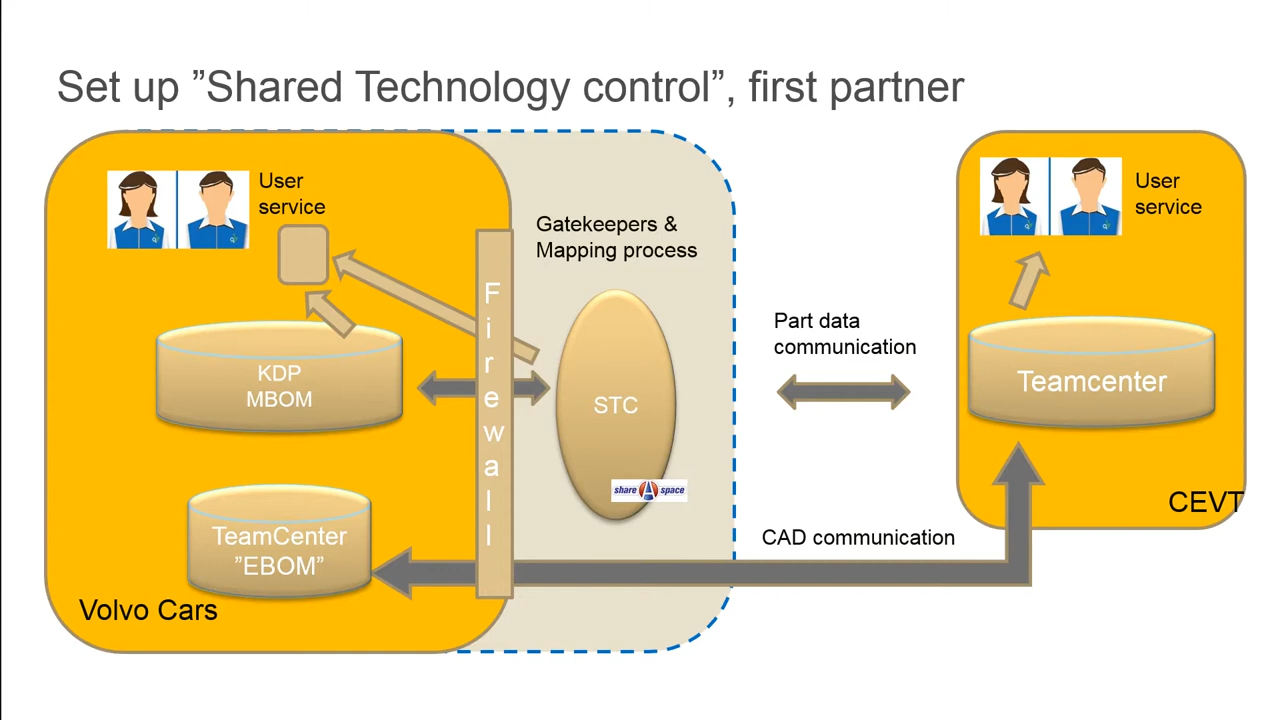 Set up ”Shared Technology control”, first partner
User
service
Gatekeepers &
Mapping process
Firewall
KDP
MBOM
STC
share A space
TeamCenter
”EBOM”
Volvo Cars
Part data
communication
CAD communication
User
service
Teamcenter
CEVT